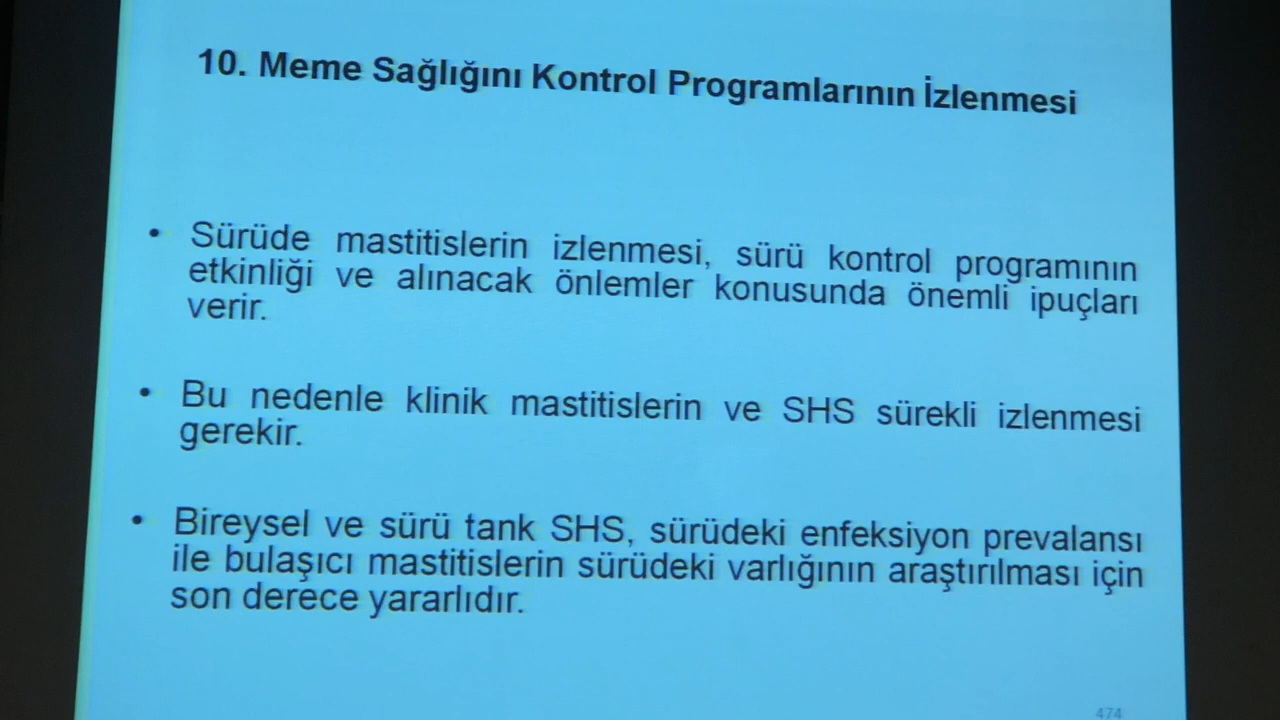 10. Meme Sağlığını Kontrol Programlarının İzlenmesi
• Sürüde mastitislerin izlenmesi, sürü kontrol programının
etkinliği ve alınacak önlemler konusunda önemli ipuçları
verir.
• Bu nedenle klinik mastitislerin ve SHS sürekli izlenmesi
gerekir.
• Bireysel ve sürü tank SHS, sürüdeki enfeksiyon prevalansı
ile bulaşıcı mastitislerin sürüdeki varlığının araştırılması için
son derece yararlıdır.
474